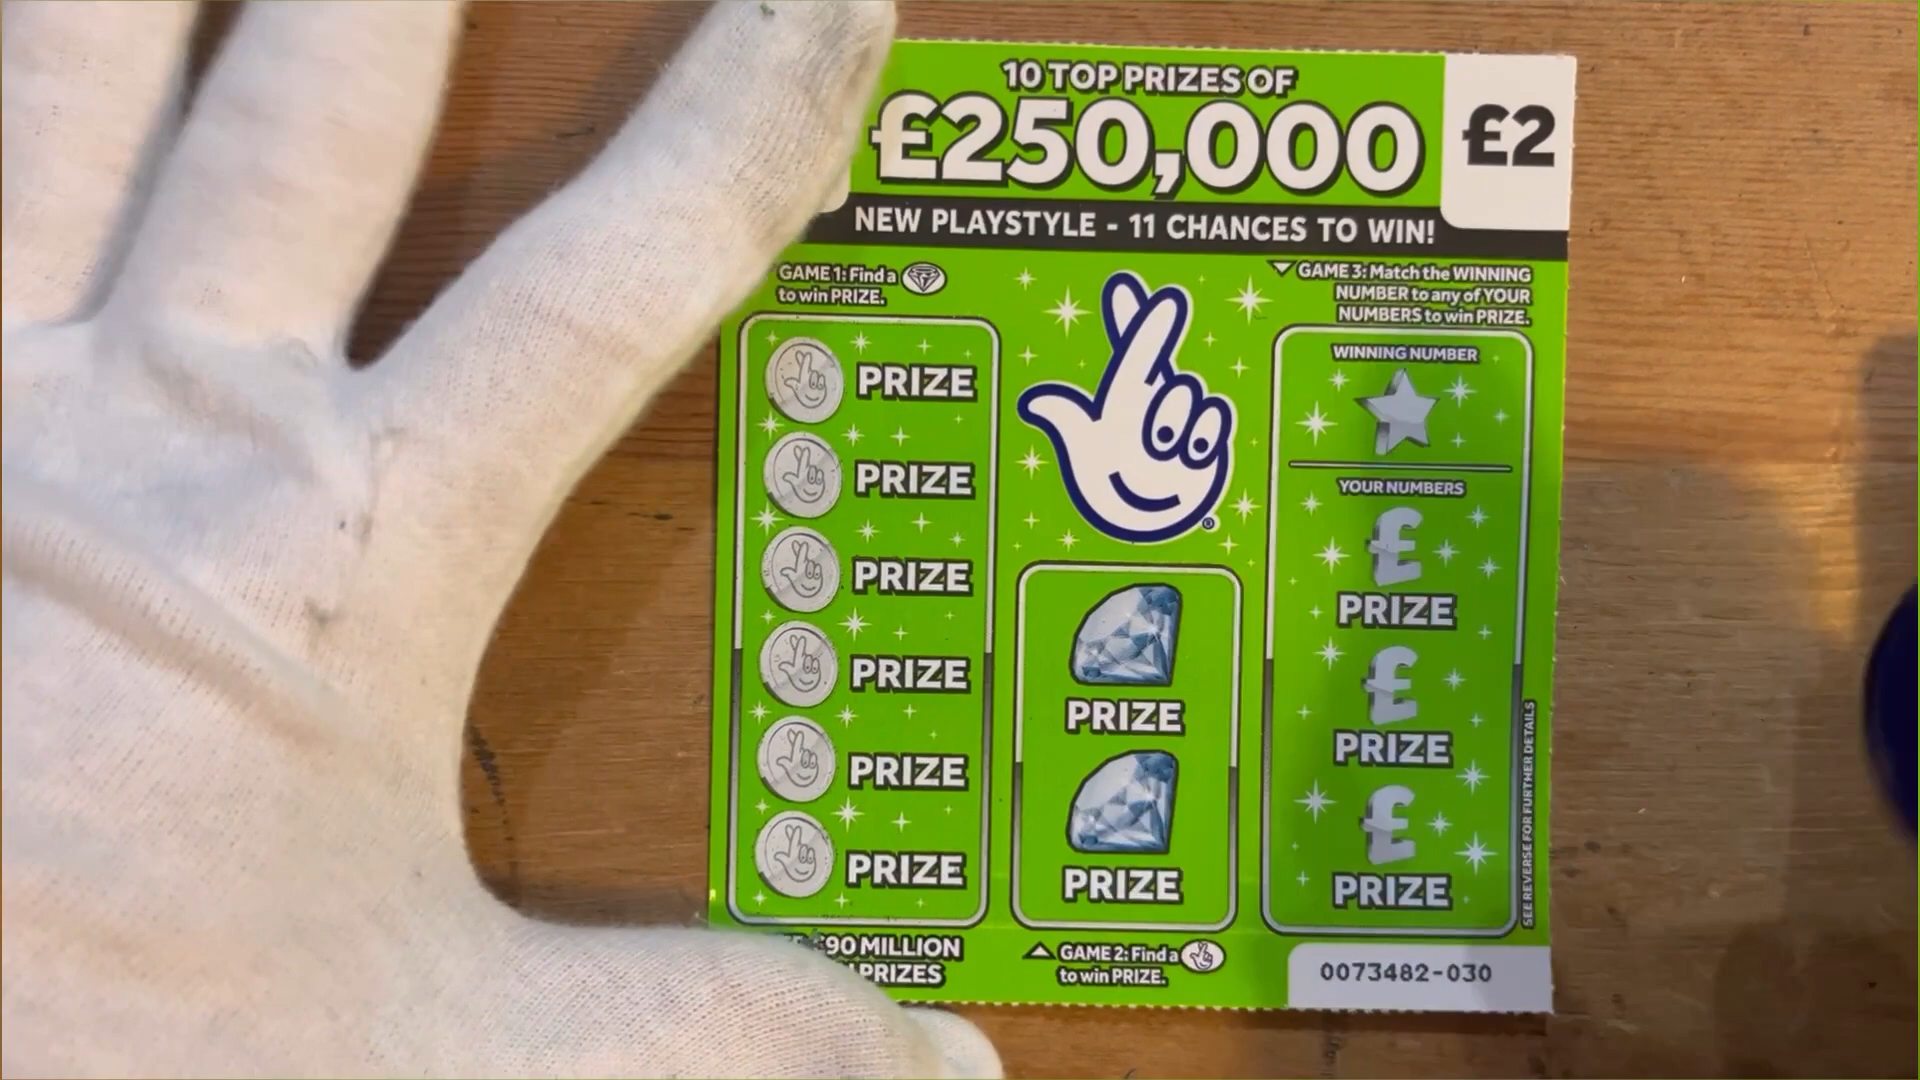 10 TOP PRIZES OF
£250,000
£2
NEW PLAYSTYLE - 11 CHANCES TO WIN!
GAME 1: Find a
to win PRIZE.
PRIZE
PRIZE
PRIZE
PRIZE
PRIZE
PRIZE
90 MILLION
PRIZES
PRIZE
PRIZE
GAME 2: Find a
to win PRIZE.
GAME 3: Match the WINNING
NUMBER to any of YOUR
NUMBERS to win PRIZE.
WINNING NUMBER
YOUR NUMBERS
£
PRIZE
£
PRIZE
£
PRIZE
SEE REVERSE FOR FURTHER DETAILS
0073482-030